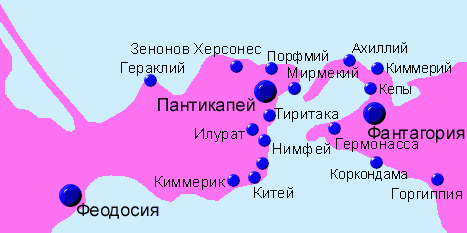 Зенонов Херсонес
Ахиллий
Порфмий
Гераклий
Мирмекий
Киммерий
Кепы
Пантикапей
Тиритака
Илурат
Фантагория
Гермонасса
Нимфей
Коркондама
Киммерик
Китей
Горгиппия
Феодосия